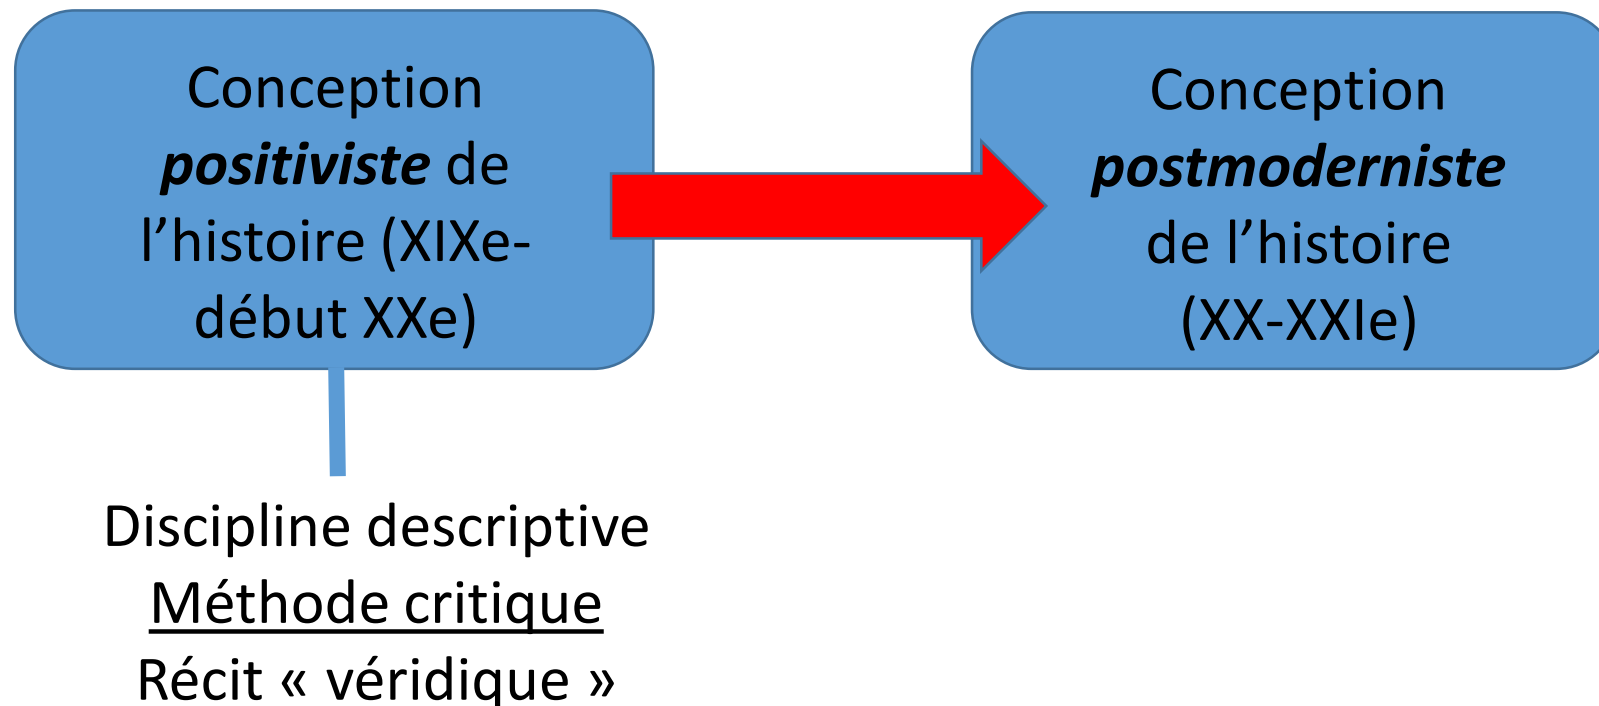 Conception
positiviste de
l’histoire (XIXe-
début XXe)
Conception
postmoderniste
de l’histoire
(XX-XXIe)
Discipline descriptive
Méthode critique
Récit « véridique »